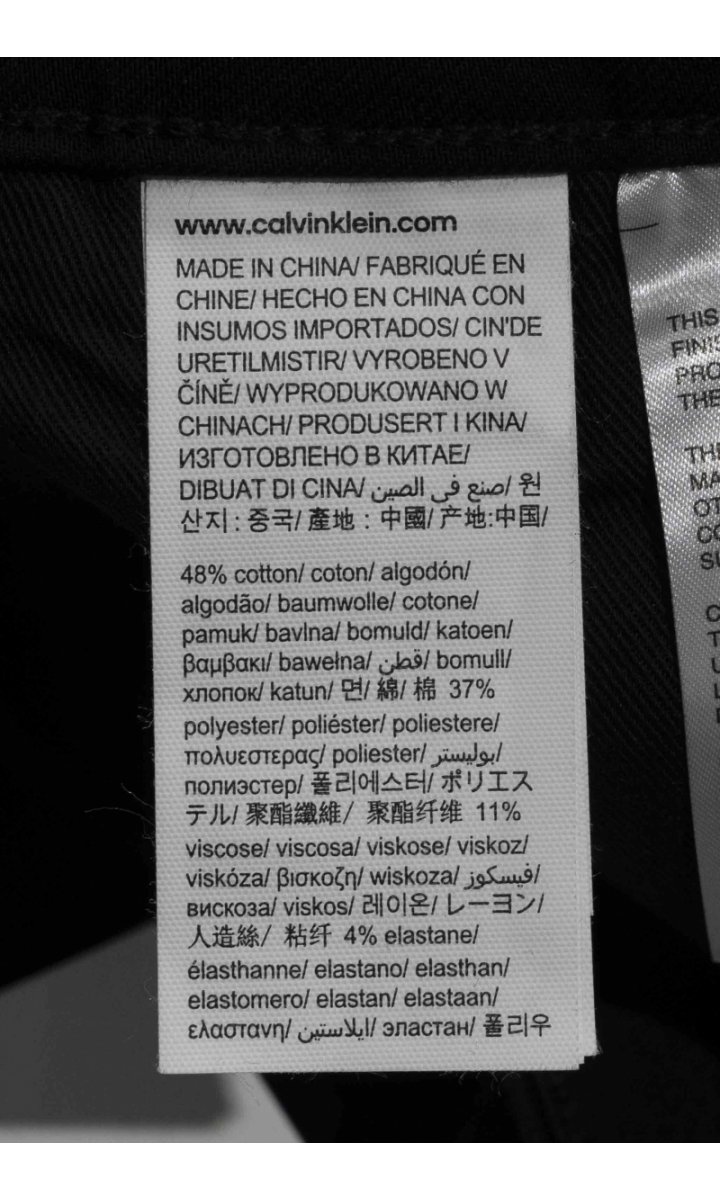 www.calvinklein.com
MADE IN CHINA/ FABRIQUÉ EN
CHINE/ HECHO EN CHINA CON
INSUMOS IMPORTADOS/ CIN'DE
URETILMISTIR/ VYROBENO V
ČÍNĚ/ WYPRODUKOWANO W
CHINACH/ PRODUSERT I KINA/
ИЗГОТОВЛЕНО В КИТАЕ/
DIBUAT DI CINA/ صنع في الصين/ 원
산지 : 중국/ 產地 : 中國/ 产地:中国/
48% cotton/ coton/ algodón/
algodão/ baumwolle/ cotone/
pamuk/ bavlna/ bomuld/ katoen/
βαμβακι/ bawełna/ قطن/ bomull/
хлопок/ katun/ 면/ 綿/ 棉 37%
polyester/ poliéster/ poliestere/
πολυεστερας/ poliester/ بوليستر/
полиэстер/ 폴리에스터/ ポリエス
テル/ 聚酯纖維/ 聚酯纤维 11%
viscose/ viscosa/ viskose/ viskoz/
viskóza/ βισκοζη/ wiskoza/ فيسكوز/
вискоза/ viskos/ 레이온/ レーヨン/
人造絲/ 粘纤 4% elastane/
élasthanne/ elastano/ elasthan/
elastomero/ elastan/ elastaan/
ελαστανη/ ايلاستين/ эластан/ 폴리우
THIS
PRO
THE
MA